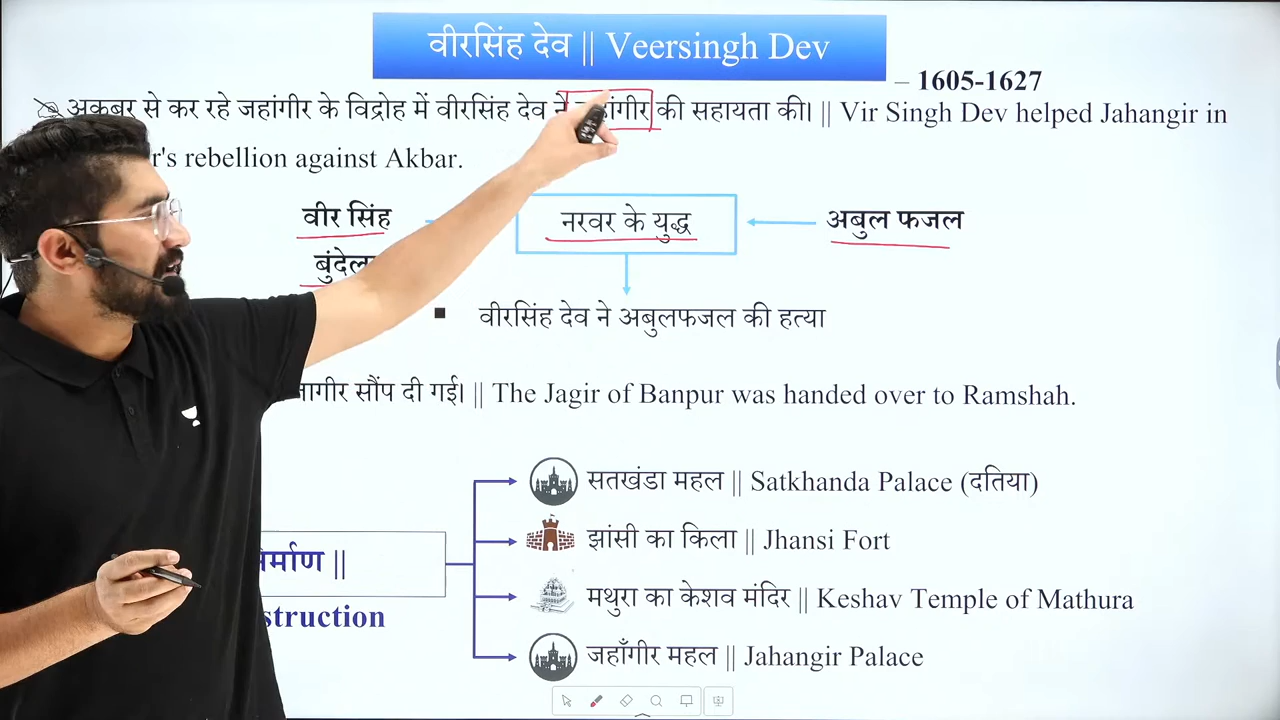 वीरसिंह देव || Veersingh Dev
– 1605-1627
अकबर से कर रहे जहांगीर के विद्रोह में वीरसिंह देव ने की सहायता की। || Vir Singh Dev helped Jahangir in
rebellion against Akbar.
वीर सिंह
नरवर के युद्ध
अबुल फजल
वीरसिंह देव ने अबुलफजल की हत्या
सौंप दी गई। || The Jagir of Banpur was handed over to Ramshah.
सतखंडा महल || Satkhanda Palace (दतिया)
झांसी का किला || Jhansi Fort
||
मथुरा का केशव मंदिर || Keshav Temple of Mathura
जहाँगीर महल || Jahangir Palace